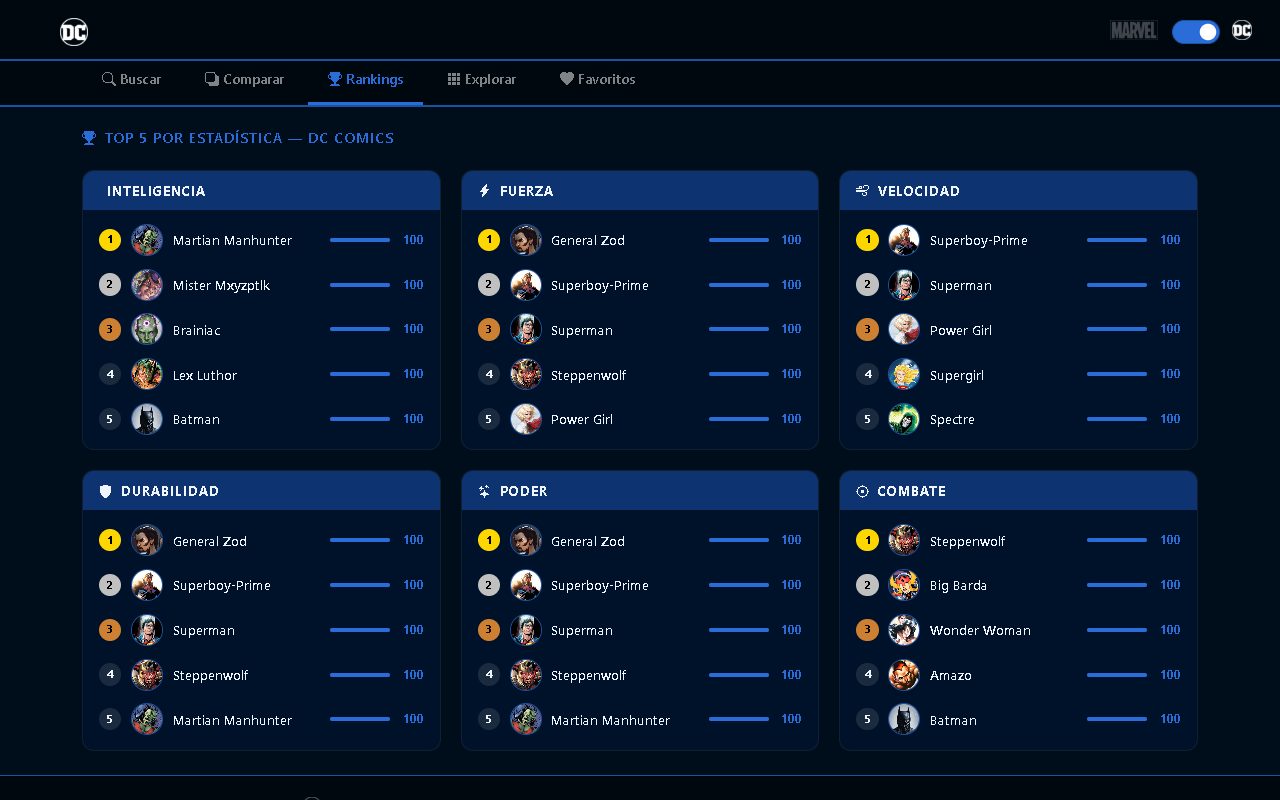 DC
MARVEL
DC
Buscar
Comparar
Rankings
Explorar
Favoritos
TOP 5 POR ESTADÍSTICA — DC COMICS
INTELIGENCIA
1 Martian Manhunter 100
2 Mister Mxyzptlk 100
3 Brainiac 100
4 Lex Luthor 100
5 Batman 100
FUERZA
1 General Zod 100
2 Superboy-Prime 100
3 Superman 100
4 Steppenwolf 100
5 Power Girl 100
VELOCIDAD
1 Superboy-Prime 100
2 Superman 100
3 Power Girl 100
4 Supergirl 100
5 Spectre 100
DURABILIDAD
1 General Zod 100
2 Superboy-Prime 100
3 Superman 100
4 Steppenwolf 100
5 Martian Manhunter 100
PODER
1 General Zod 100
2 Superboy-Prime 100
3 Superman 100
4 Steppenwolf 100
5 Martian Manhunter 100
COMBATE
1 Steppenwolf 100
2 Big Barda 100
3 Wonder Woman 100
4 Amazo 100
5 Batman 100